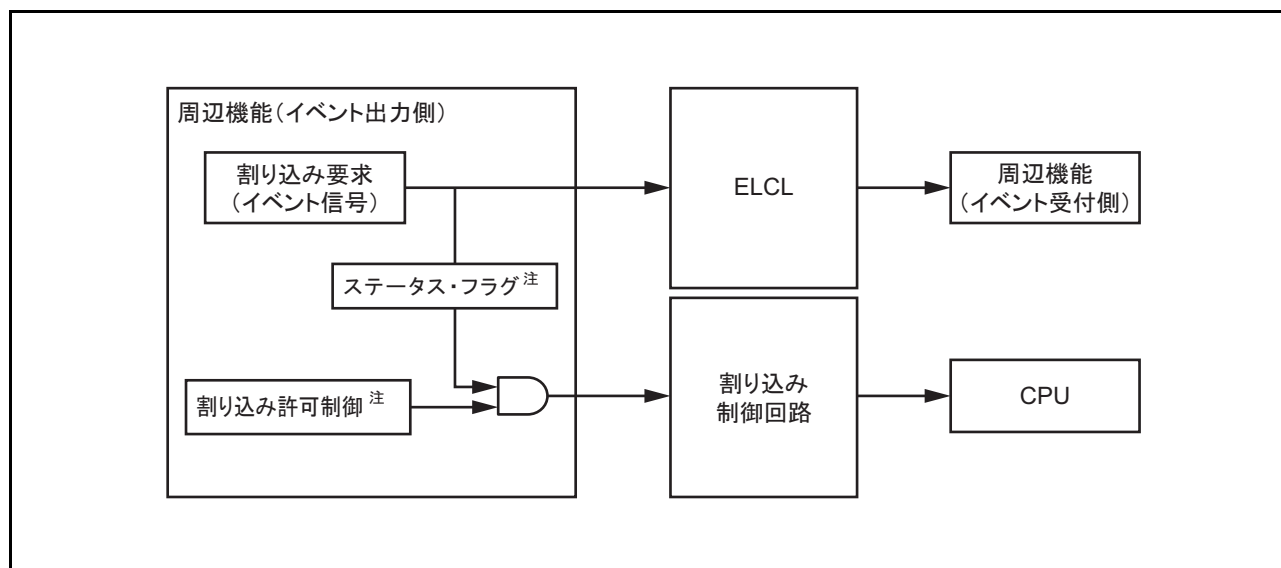 周辺機能(イベント出力側)
割り込み要求
(イベント信号)
ELCL
周辺機能
(イベント受付側)
ステータス・フラグ注
割り込み許可制御注
割り込み
制御回路
CPU